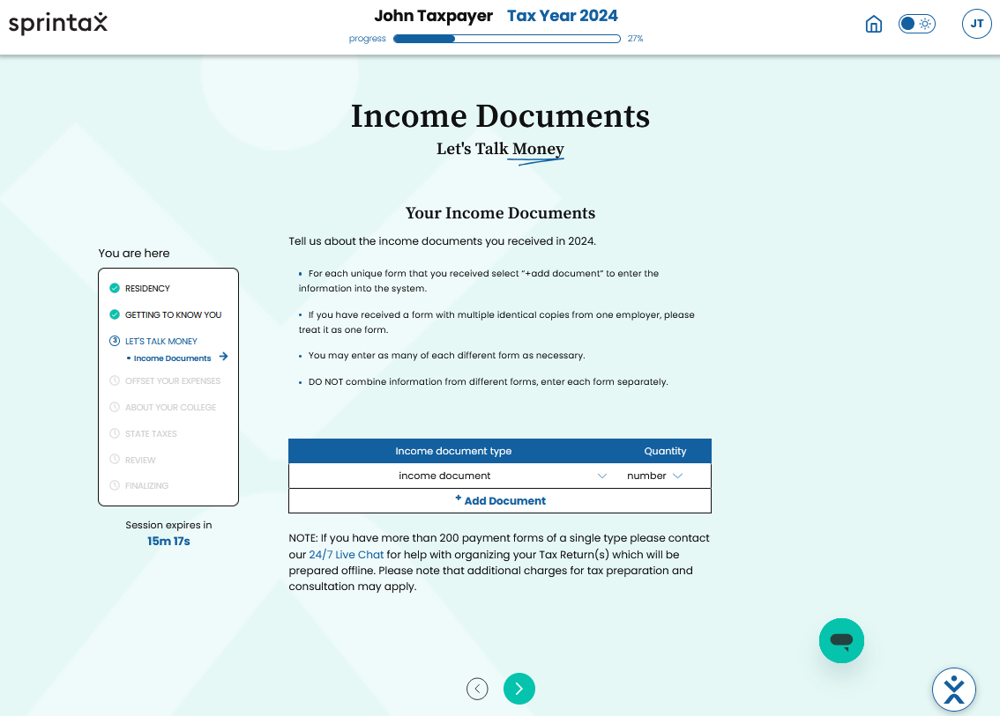 sprintax
John Taxpayer Tax Year 2024
progress 27%
JT
Income Documents
Let's Talk Money
Your Income Documents
Tell us about the income documents you received in 2024.
• For each unique form that you received select “+add document” to enter the
information into the system.
• If you have received a form with multiple identical copies from one employer, please
treat it as one form.
• You may enter as many of each different form as necessary.
• DO NOT combine information from different forms, enter each form separately.
You are here
RESIDENCY
GETTING TO KNOW YOU
3 LET'S TALK MONEY
• Income Documents
OFFSET YOUR EXPENSES
ABOUT YOUR COLLEGE
STATE TAXES
REVIEW
FINALIZING
Session expires in
15m 17s
Income document type Quantity
income document number
+ Add Document
NOTE: If you have more than 200 payment forms of a single type please contact
our 24/7 Live Chat for help with organizing your Tax Return(s) which will be
prepared offline. Please note that additional charges for tax preparation and
consultation may apply.